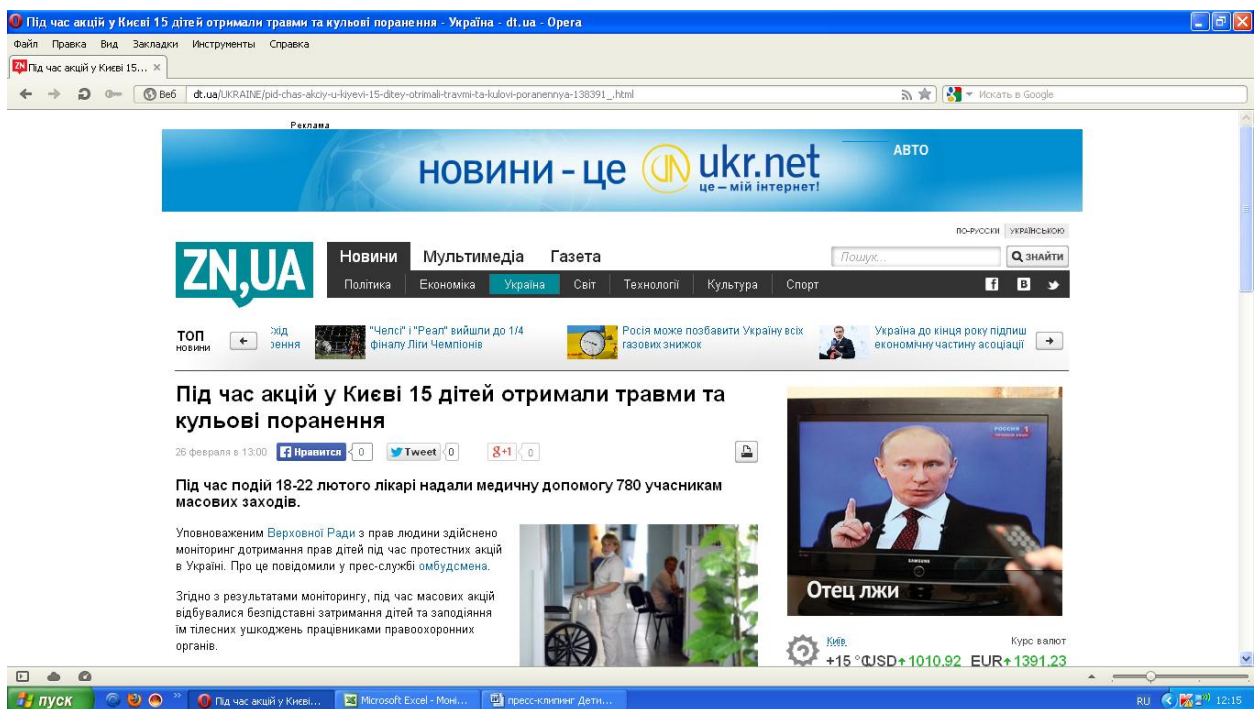 Під час акцій у Києві 15 дітей отримали травми та кульові поранення - Україна - dt.ua - Opera
Файл Правка Вид Закладки Инструменты Справка
ZN Під час акцій у Києві 15...
Веб dt.ua/UKRAINE/pid-chas-akciy-u-kiyevi-15-ditey-otrimali-travmi-ta-kulovi-poranennya-138391_.html Искать в Google
Реклама
новини - це ukr.net АВТО
це – мій інтернет!
ПО-РУССКИ УКРАЇНСЬКОЮ
ZN,UA Новини Мультимедіа Газета Пошук... ЗНАЙТИ
Політика Економіка Україна Світ Технології Культура Спорт
ТОП "Челсі" і "Реал" вийшли до 1/4 Росія може позбавити Україну всіх Україна до кінця року підпиш
НОВИНИ фіналу Ліги Чемпіонів газових знижок економічну частину асоціації
Під час акцій у Києві 15 дітей отримали травми та
кульові поранення
26 февраля в 13:00 Нравится 0 Tweet 0 g+1 0
Під час подій 18-22 лютого лікарі надали медичну допомогу 780 учасникам
масових заходів.
Уповноваженим Верховної Ради з прав людини здійснено
моніторинг дотримання прав дітей під час протестних акцій
в Україні. Про це повідомили у прес-службі омбудсмена.
Згідно з результатами моніторингу, під час масових акцій
відбувалися безпідставні затримання дітей та заподіяння
їм тілесних ушкоджень працівниками правоохоронних
органів.
РОССИЯ 1
SAMSUNG
Отец лжи
Київ Курс валют
+15 °C USD 1010.92 EUR 1391.23
пуск Під час акцій у Києві... Microsoft Excel - Моні... пресс-клипинг Дети... RU 12:15